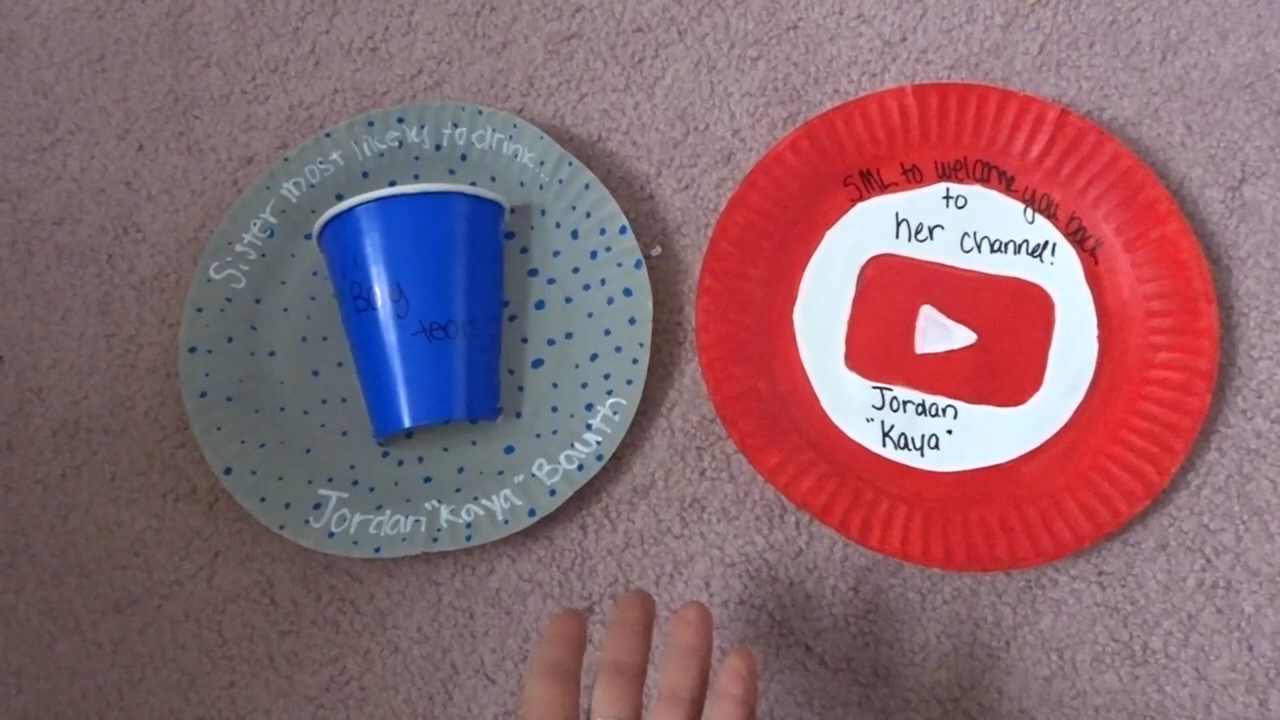 Sister most likely to drink...
Boy
tears
Jordan "Kaya" Bauth
SML to welcome you back
to
her channel!
Jordan
"Kaya"